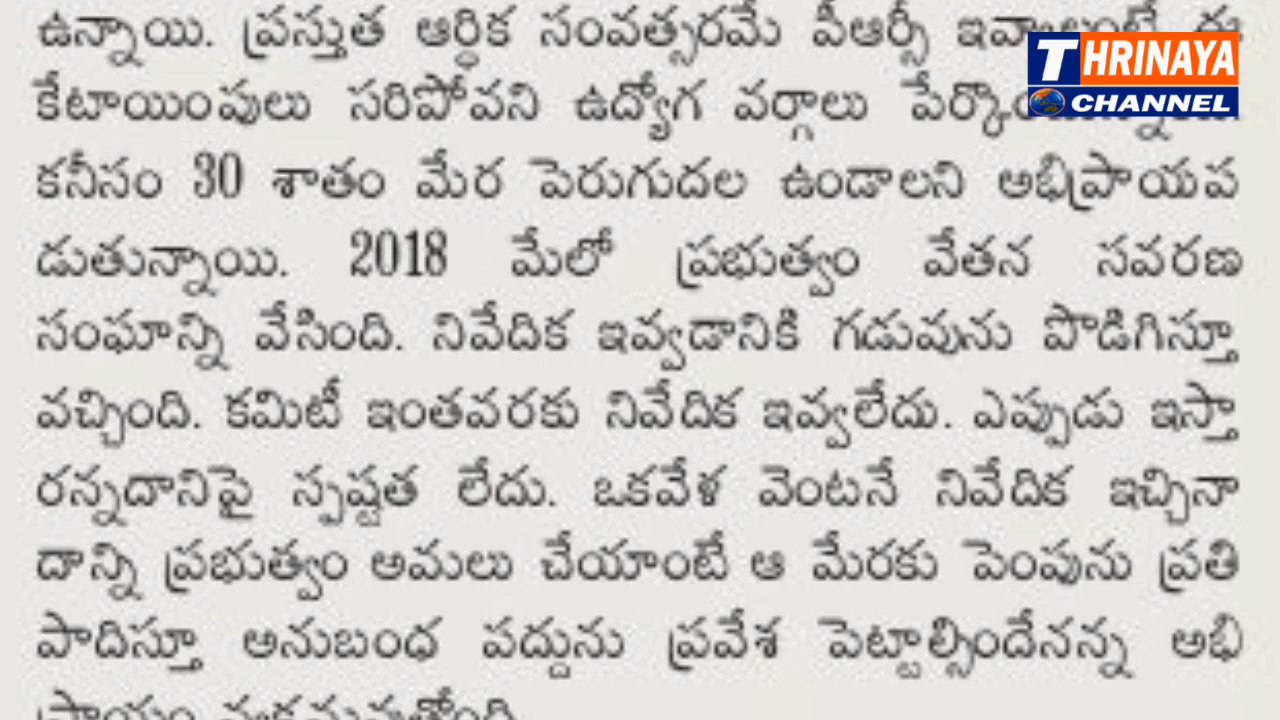 ఉన్నాయి. ప్రస్తుత ఆర్థిక సంవత్సరమే పీఆర్సీ ఈ
THRINAYA
CHANNEL
కేటాయింపులు సరిపోవని ఉద్యోగ వర్గాలు
కనీసం 30 శాతం మేర పెరుగుదల ఉండాలని అభిప్రాయప
డుతున్నాయి. 2018 మేలో ప్రభుత్వం వేతన సవరణ
సంఘాన్ని వేసింది. నివేదిక ఇవ్వడానికి గడువును పొడిగిస్తూ
వచ్చింది. కమిటీ ఇంతవరకు నివేదిక ఇవ్వలేదు. ఎప్పుడు ఇస్తా
రన్నదానిపై స్పష్టత లేదు. ఒకవేళ వెంటనే నివేదిక ఇచ్చినా
దాన్ని ప్రభుత్వం అమలు చేయాంటే ఆ మేరకు పెంపును ప్రతి
పాదిస్తూ అనుబంధ పద్దును ప్రవేశ పెట్టాల్సిందేనన్న అభి